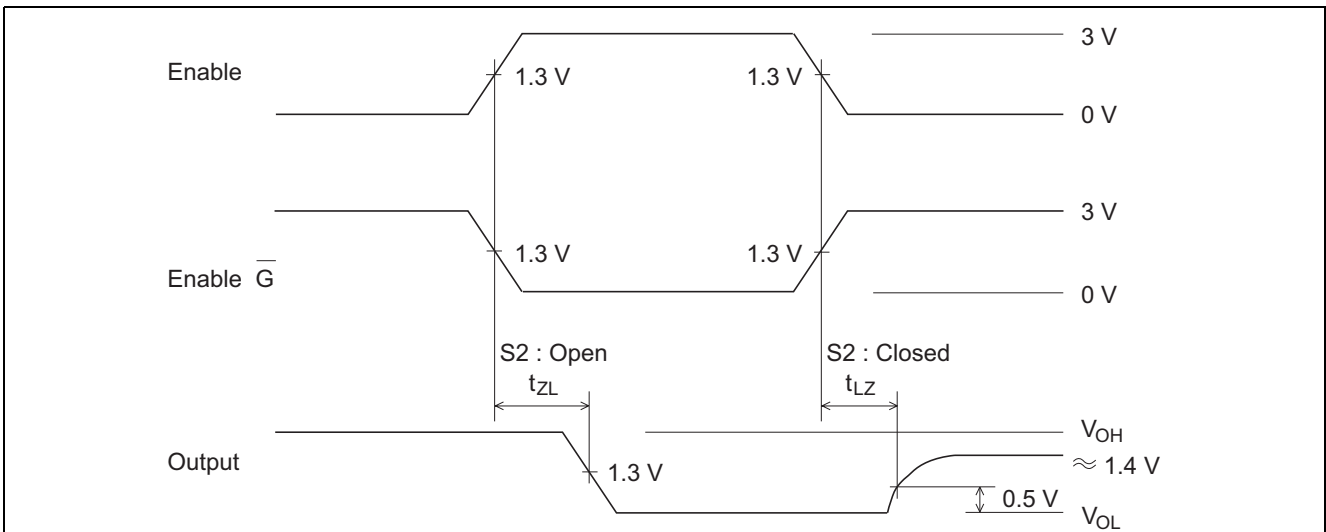 3 V
Enable
1.3 V 1.3 V
0 V
3 V
1.3 V 1.3 V
Enable G̅
0 V
S2 : Open S2 : Closed
tZL tLZ
VOH
Output
≈ 1.4 V
1.3 V
0.5 V
VOL